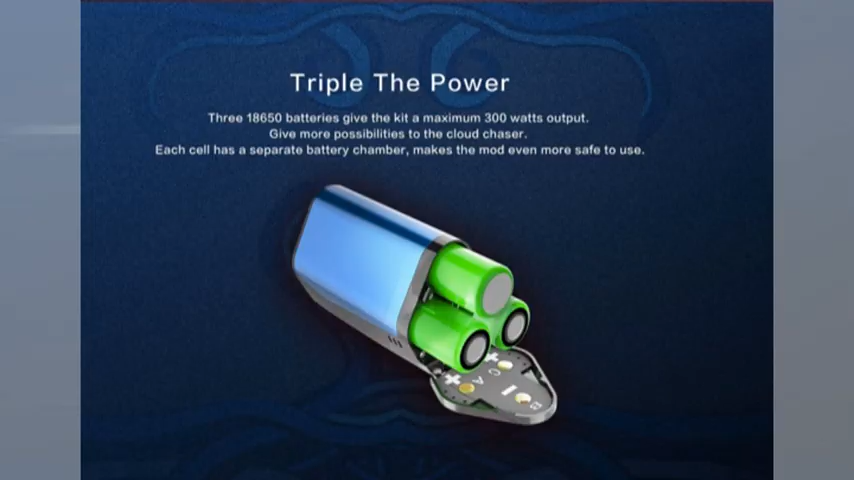 Triple The Power
Three 18650 batteries give the kit a maximum 300 watts output.
Give more possibilities to the cloud chaser.
Each cell has a separate battery chamber, makes the mod even more safe to use.
+ A
+ C
− B